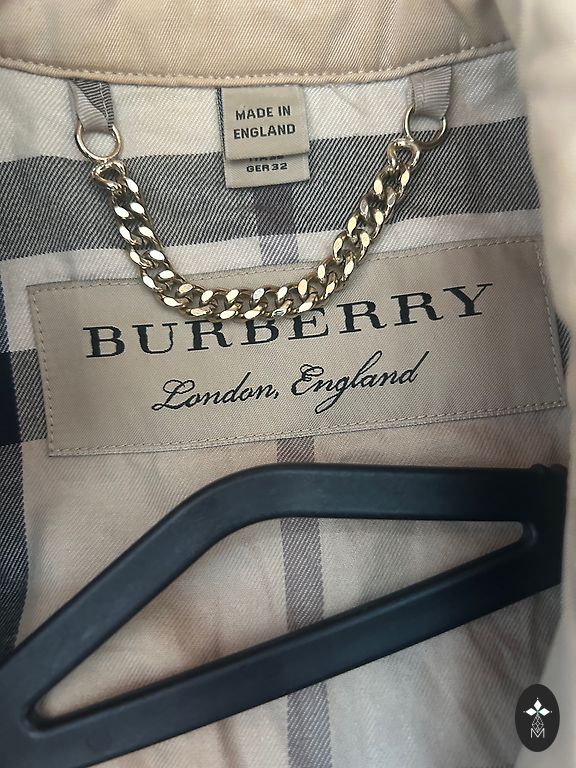 MADE IN
ENGLAND
GER 32
BURBERRY
London, England
M